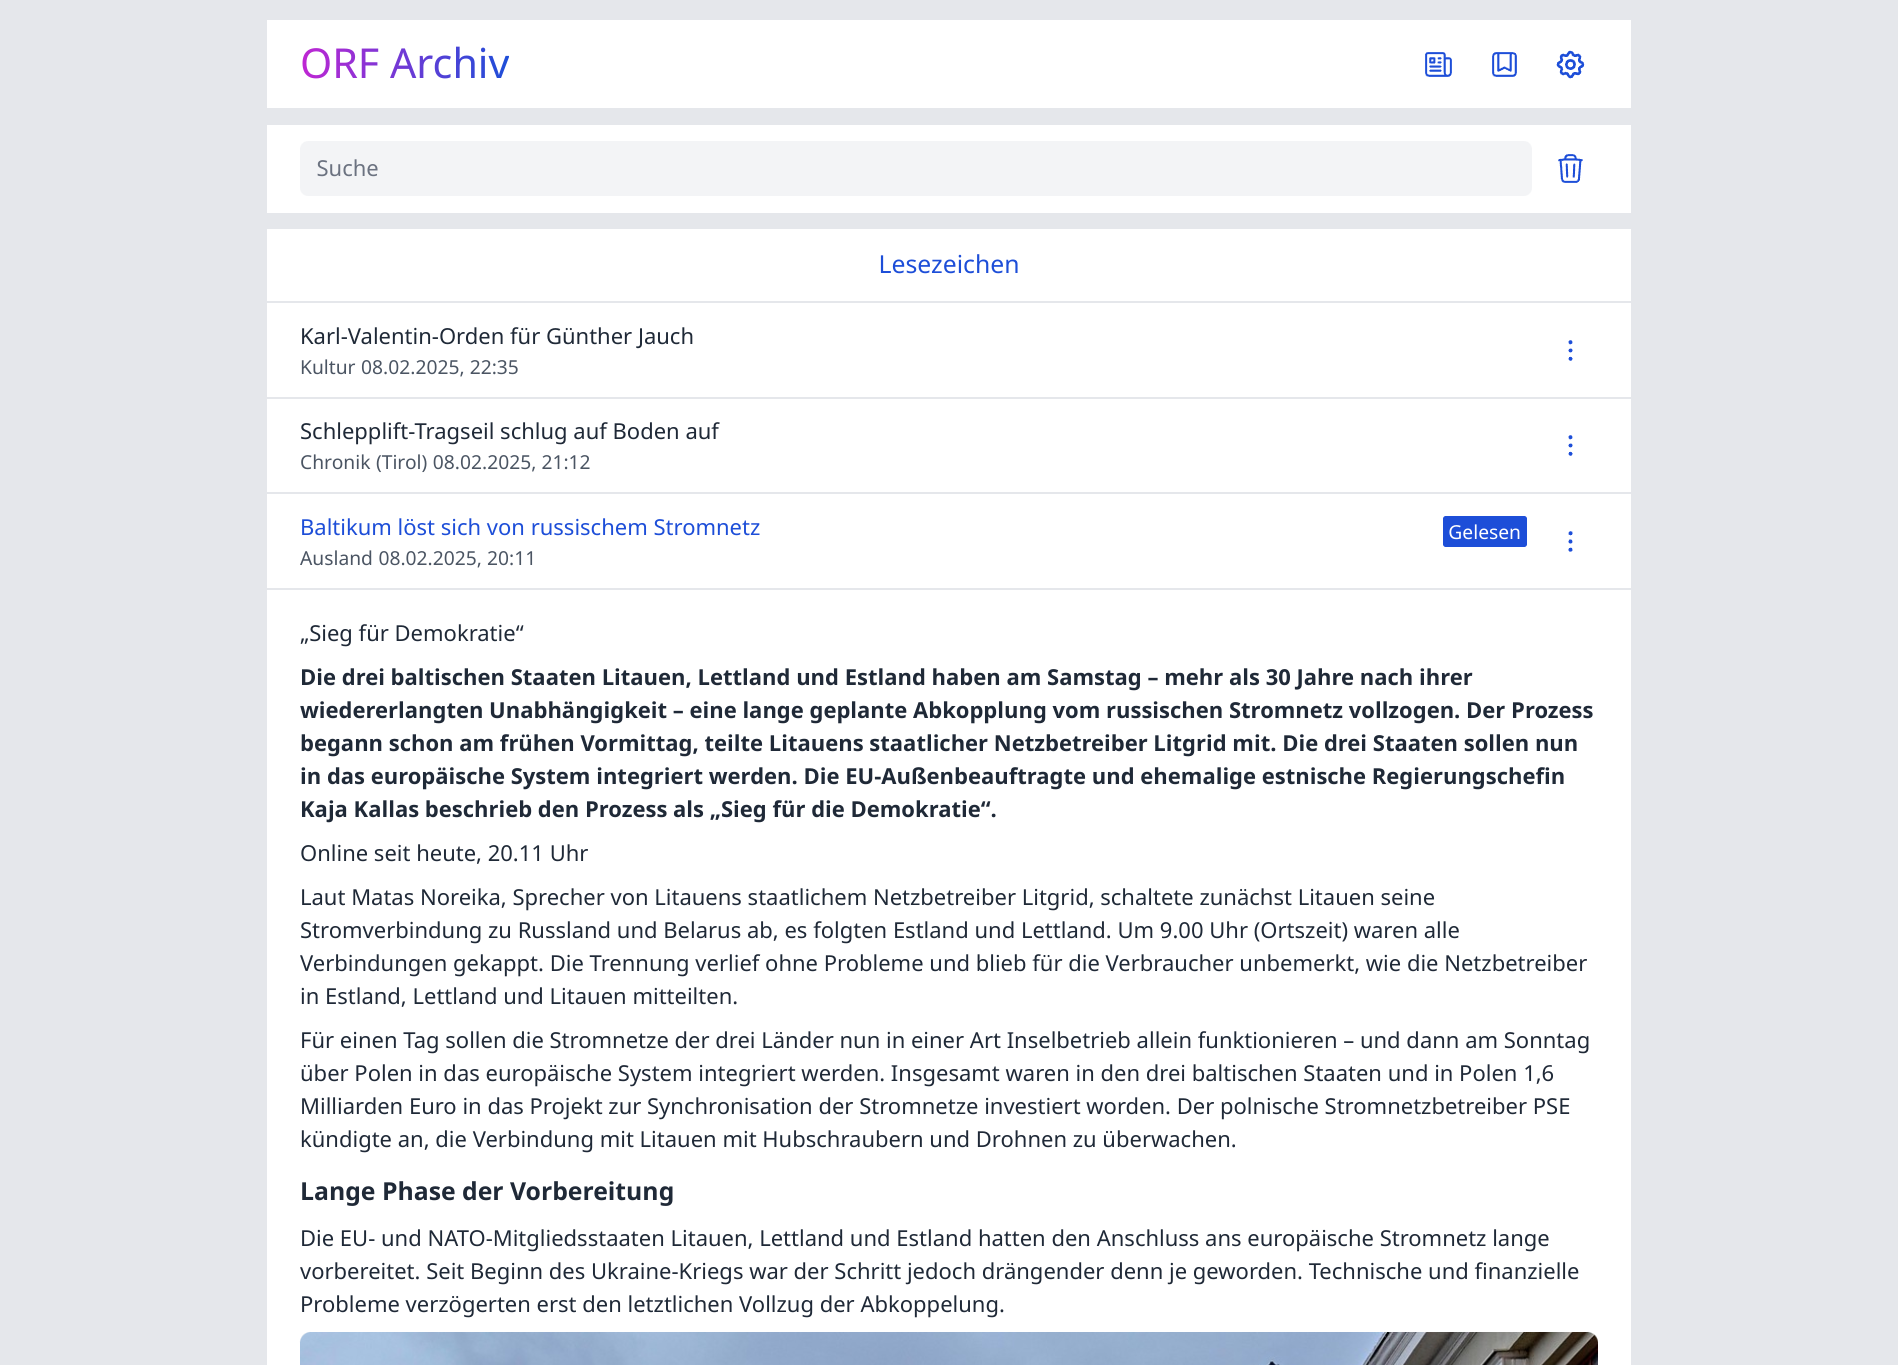 ORF Archiv
Suche
Lesezeichen
Karl-Valentin-Orden für Günther Jauch
Kultur 08.02.2025, 22:35
Schlepplift-Tragseil schlug auf Boden auf
Chronik (Tirol) 08.02.2025, 21:12
Baltikum löst sich von russischem Stromnetz
Gelesen
Ausland 08.02.2025, 20:11
„Sieg für Demokratie“
Die drei baltischen Staaten Litauen, Lettland und Estland haben am Samstag – mehr als 30 Jahre nach ihrer
wiedererlangten Unabhängigkeit – eine lange geplante Abkopplung vom russischen Stromnetz vollzogen. Der Prozess
begann schon am frühen Vormittag, teilte Litauens staatlicher Netzbetreiber Litgrid mit. Die drei Staaten sollen nun
in das europäische System integriert werden. Die EU-Außenbeauftragte und ehemalige estnische Regierungschefin
Kaja Kallas beschrieb den Prozess als „Sieg für die Demokratie“.
Online seit heute, 20.11 Uhr
Laut Matas Noreika, Sprecher von Litauens staatlichem Netzbetreiber Litgrid, schaltete zunächst Litauen seine
Stromverbindung zu Russland und Belarus ab, es folgten Estland und Lettland. Um 9.00 Uhr (Ortszeit) waren alle
Verbindungen gekappt. Die Trennung verlief ohne Probleme und blieb für die Verbraucher unbemerkt, wie die Netzbetreiber
in Estland, Lettland und Litauen mitteilten.
Für einen Tag sollen die Stromnetze der drei Länder nun in einer Art Inselbetrieb allein funktionieren – und dann am Sonntag
über Polen in das europäische System integriert werden. Insgesamt waren in den drei baltischen Staaten und in Polen 1,6
Milliarden Euro in das Projekt zur Synchronisation der Stromnetze investiert worden. Der polnische Stromnetzbetreiber PSE
kündigte an, die Verbindung mit Litauen mit Hubschraubern und Drohnen zu überwachen.
Lange Phase der Vorbereitung
Die EU- und NATO-Mitgliedsstaaten Litauen, Lettland und Estland hatten den Anschluss ans europäische Stromnetz lange
vorbereitet. Seit Beginn des Ukraine-Kriegs war der Schritt jedoch drängender denn je geworden. Technische und finanzielle
Probleme verzögerten erst den letztlichen Vollzug der Abkoppelung.